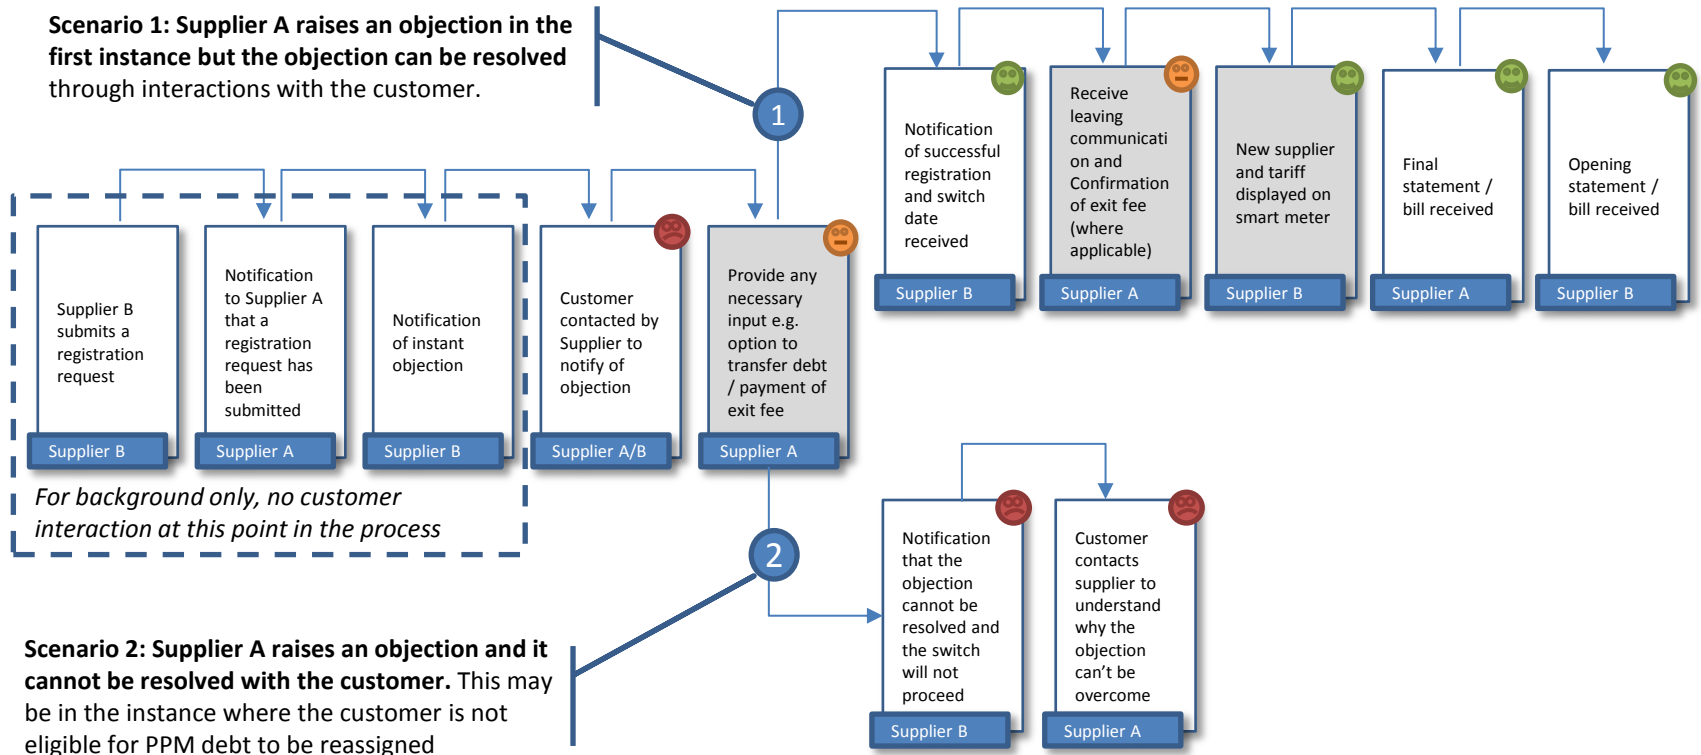 Scenario 1: Supplier A raises an objection in the
first instance but the objection can be resolved
through interactions with the customer.
1
Notification
of successful
registration
and switch
date
received
Supplier B
Receive
leaving
communicati
on and
Confirmation
of exit fee
(where
applicable)
Supplier A
New supplier
and tariff
displayed on
smart meter
Supplier B
Final
statement /
bill received
Supplier A
Opening
statement /
bill received
Supplier B
Supplier B
submits a
registration
request
Supplier B
Notification
to Supplier A
that a
registration
request has
been
submitted
Supplier A
Notification
of instant
objection
Supplier B
Customer
contacted by
Supplier to
notify of
objection
Supplier A/B
Provide any
necessary
input e.g.
option to
transfer debt
/ payment of
exit fee
Supplier A
For background only, no customer
interaction at this point in the process
2
Notification
that the
objection
cannot be
resolved and
the switch
will not
proceed
Supplier B
Customer
contacts
supplier to
understand
why the
objection
can't be
overcome
Supplier A
Scenario 2: Supplier A raises an objection and it
cannot be resolved with the customer. This may
be in the instance where the customer is not
eligible for PPM debt to be reassigned